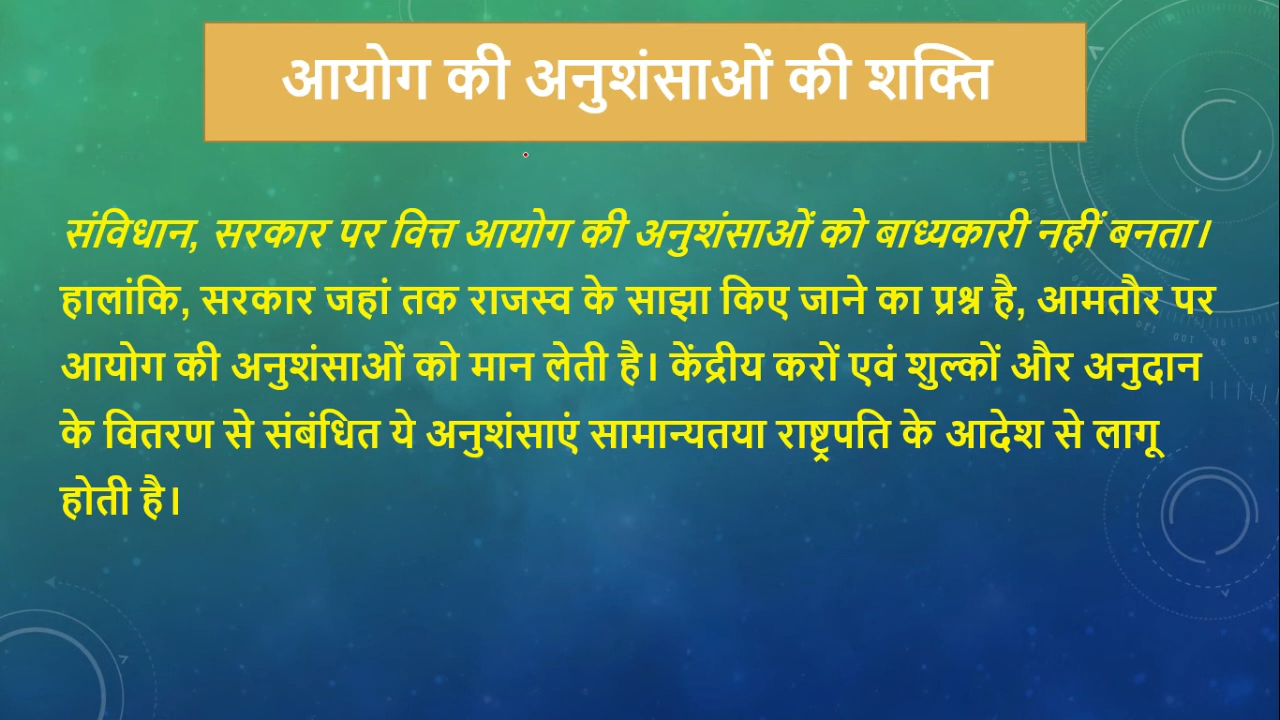 आयोग की अनुशंसाओं की शक्ति
संविधान, सरकार पर वित्त आयोग की अनुशंसाओं को बाध्यकारी नहीं बनता।
हालांकि, सरकार जहां तक राजस्व के साझा किए जाने का प्रश्न है, आमतौर पर
आयोग की अनुशंसाओं को मान लेती है। केंद्रीय करों एवं शुल्कों और अनुदान
के वितरण से संबंधित ये अनुशंसाएं सामान्यतया राष्ट्रपति के आदेश से लागू
होती है।